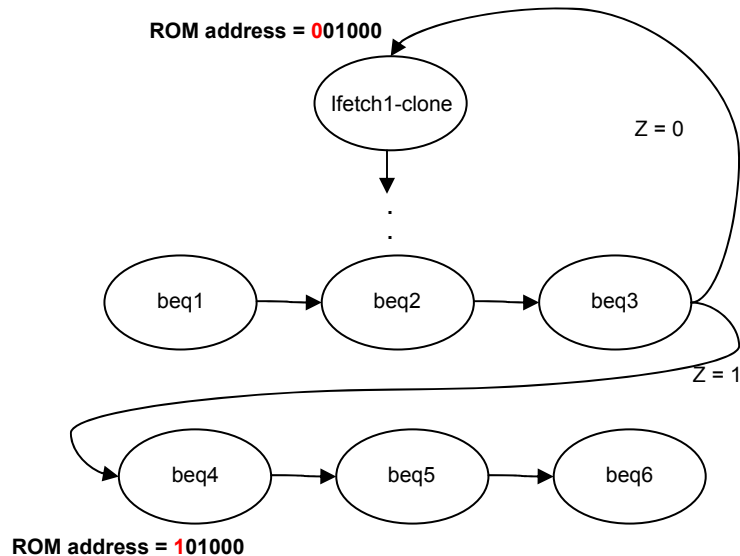 ROM address = 001000
Ifetch1-clone
Z = 0
.
.
beq1
beq2
beq3
Z = 1
beq4
beq5
beq6
ROM address = 101000